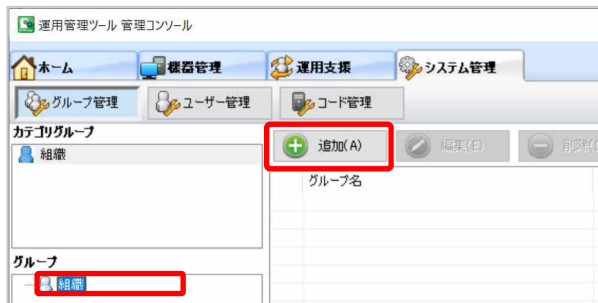 運用管理ツール 管理コンソール
ホーム 機器管理 運用支援 システム管理
グループ管理 ユーザー管理 コード管理
カテゴリグループ
組織
追加(A) 編集(E) 削除(
グループ名
グループ
組織